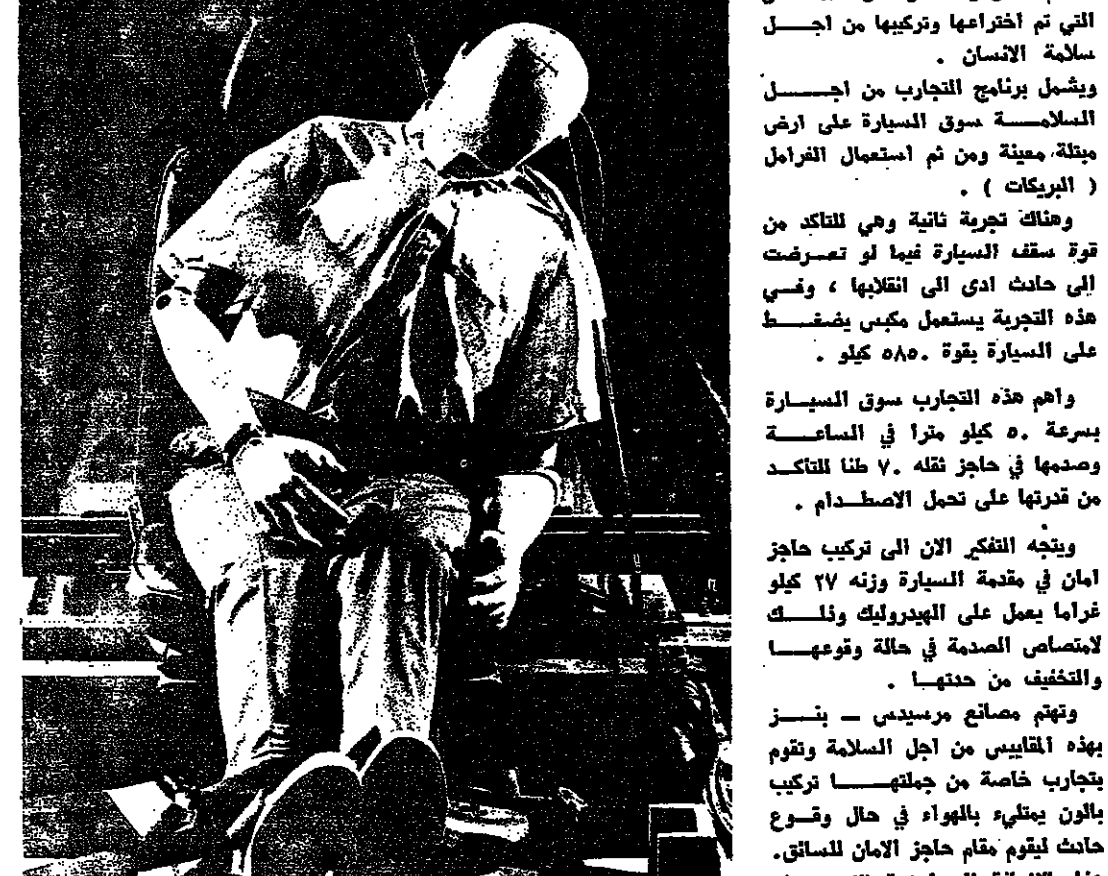 التي تم اختراعها وتركيبها من اجل
سلامة الانسان .
ويشمل برنامج التجارب من اجل
السلامة سوق السيارة على ارض
مبتلة معينة ومن ثم استعمال الفرامل
( البريكات ) .
وهناك تجربة ثانية وهي للتاكد من
قوة سقف السيارة فيما لو تعرضت
إلى حادث ادى الى انقلابها ، وفي
هذه التجربة يستعمل مكبس يضغط
على السيارة بقوة ٥٨٥٠ كيلو .
واهم هذه التجارب سوق السيارة
بسرعة ٥٠ كيلو مترا في الساعة
وصدمها في حاجز ثقله ٧٠ طنا للتاكد
من قدرتها على تحمل الاصطدام .
ويتجه التفكير الان الى تركيب حاجز
امان في مقدمة السيارة وزنه ٢٧ كيلو
غراما يعمل على الهيدروليك وذلك
لامتصاص الصدمة في حالة وقوعها
والتخفيف من حدتها .
وتهتم مصانع مرسيدس ــ بنز
بهذه المقاييس من اجل السلامة وتقوم
بتجارب خاصة من جملتها تركيب
بالون يمتليء بالهواء في حال وقوع
حادث ليقوم مقام حاجز الامان للسائق.